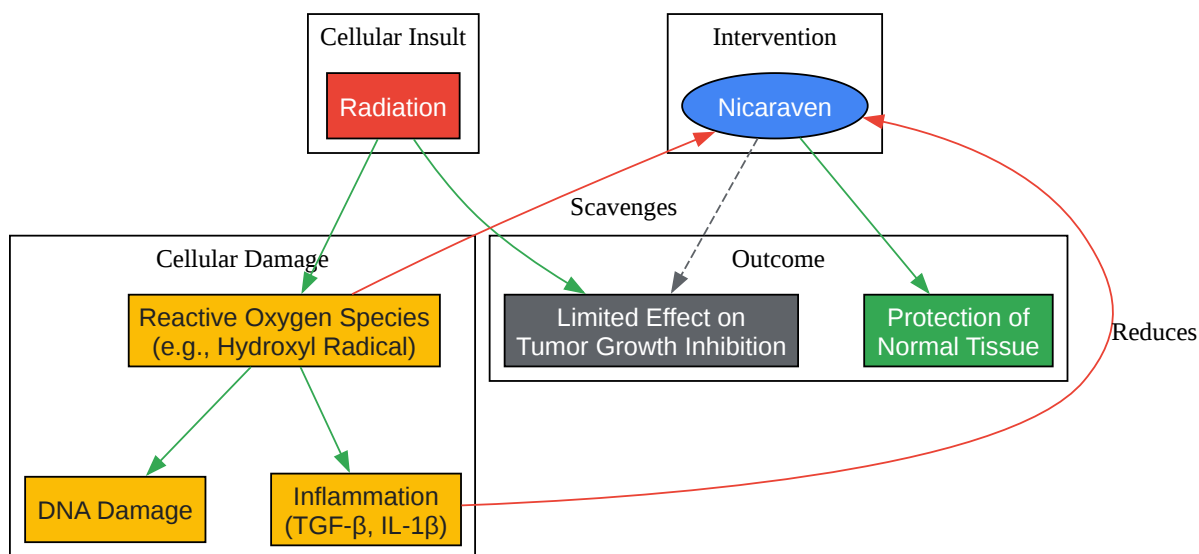 Cellular Insult
Intervention
Radiation
Nicaraven
Scavenges
Cellular Damage
Outcome
Reactive Oxygen Species
(e.g., Hydroxyl Radical)
Limited Effect on
Tumor Growth Inhibition
Protection of
Normal Tissue
Reduces
DNA Damage
Inflammation
(TGF-β, IL-1β)